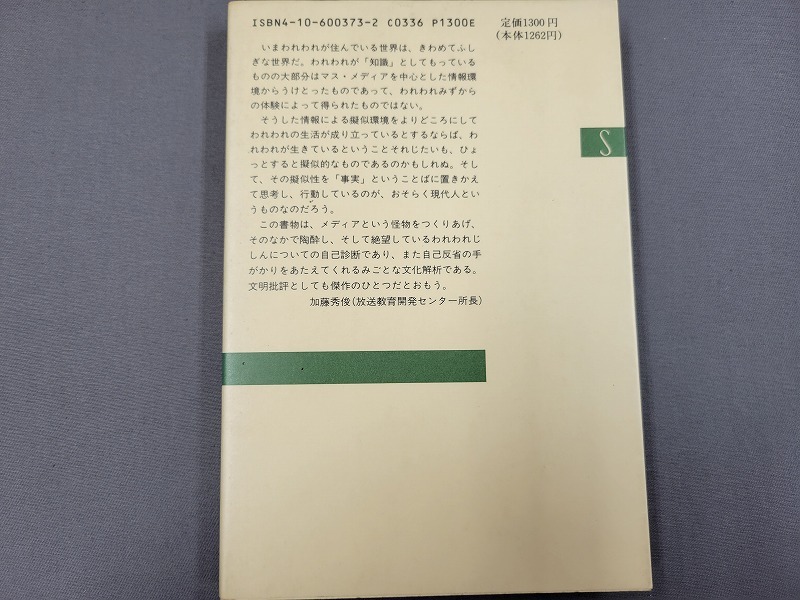 ISBN4-10-600373-2 C0336 P1300E
定価1300円
(本体1262円)
いまわれわれが住んでいる世界は、きわめてふし
ぎな世界だ。われわれが「知識」としてもっている
ものの大部分はマス・メディアを中心とした情報環
境からうけとったものであって、われわれみずから
の体験によって得られたものではない。
そうした情報による擬似環境をよりどころにして
われわれの生活が成り立っているとするならば、わ
れわれが生きているということそれじたいも、ひょ
っとすると擬似的なものであるのかもしれぬ。そし
て、その擬似性を「事実」ということばに置きかえ
て思考し、行動しているのが、おそらく現代人とい
うものなのだろう。
この書物は、メディアという怪物をつくりあげ、
そのなかで陶酔し、そして絶望しているわれわれじ
しんについての自己診断であり、また自己反省の手
がかりをあたえてくれるみごとな文化解析である。
文明批評としても傑作のひとつだとおもう。
加藤秀俊(放送教育開発センター所長)
S